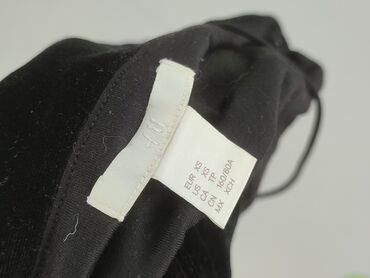 H&M
EUR XS
US XS
CA TP
CN 160/80A
MX XCH